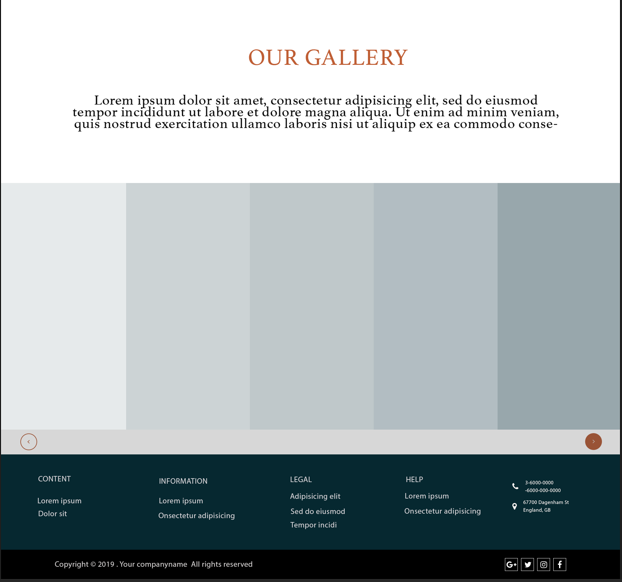 OUR GALLERY
Lorem ipsum dolor sit amet, consectetur adipisicing elit, sed do eiusmod
tempor incididunt ut labore et dolore magna aliqua. Ut enim ad minim veniam,
quis nostrud exercitation ullamco laboris nisi ut aliquip ex ea commodo conse-
CONTENT
Lorem ipsum
Dolor sit
INFORMATION
Lorem ipsum
Onsectetur adipisicing
LEGAL
Adipisicing elit
Sed do eiusmod
Tempor incidi
HELP
Lorem ipsum
Onsectetur adipisicing
3-6000-0000
-6000-000-0000
67700 Dagenham St
England, GB
Copyright © 2019 . Your companyname  All rights reserved
G+
f